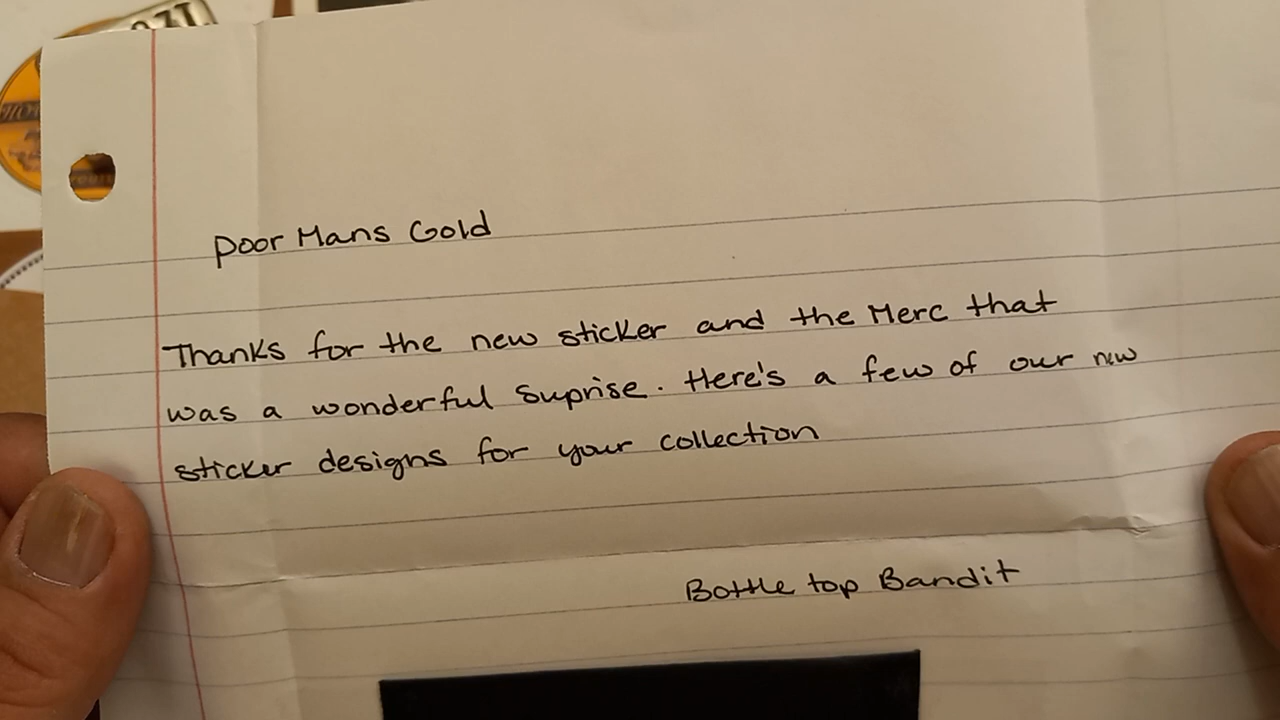 Poor Mans Gold
Thanks for the new sticker and the Merc that
was a wonderful Suprise. Here's a few of our new
sticker designs for your collection
Bottle top Bandit